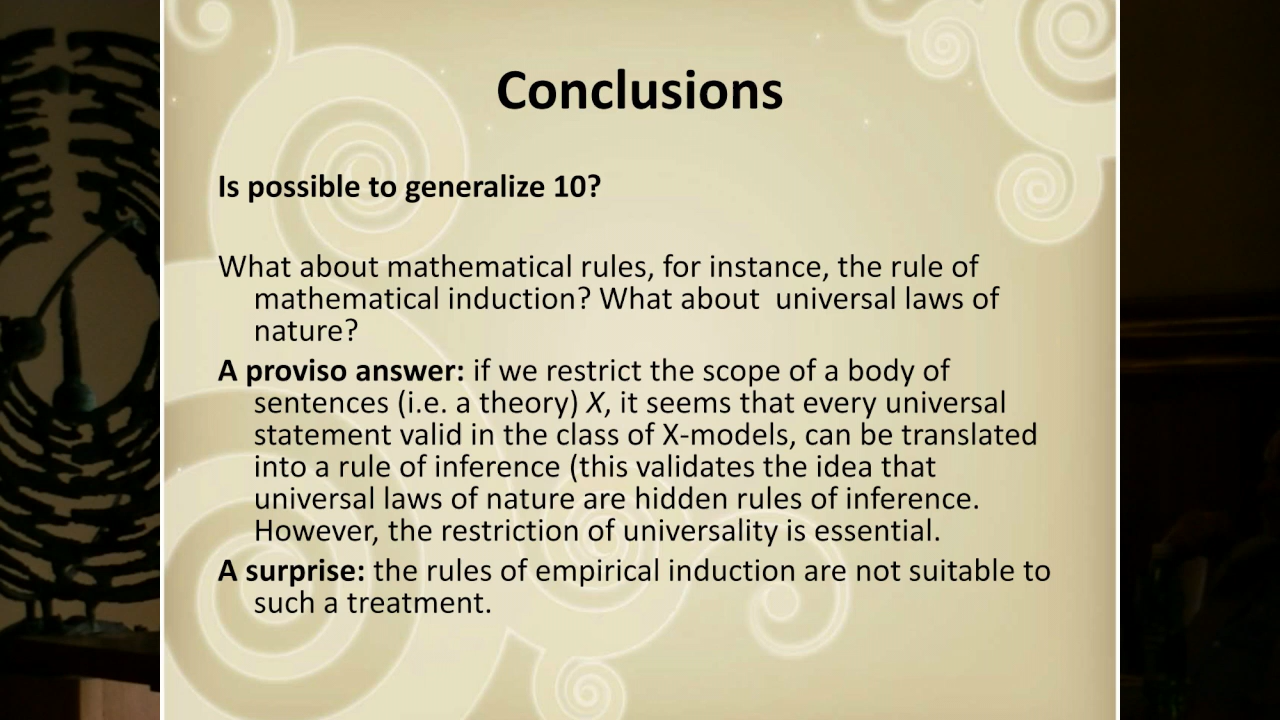 Conclusions
Is possible to generalize 10?
What about mathematical rules, for instance, the rule of
mathematical induction? What about  universal laws of
nature?
A proviso answer: if we restrict the scope of a body of
sentences (i.e. a theory) X, it seems that every universal
statement valid in the class of X-models, can be translated
into a rule of inference (this validates the idea that
universal laws of nature are hidden rules of inference.
However, the restriction of universality is essential.
A surprise: the rules of empirical induction are not suitable to
such a treatment.